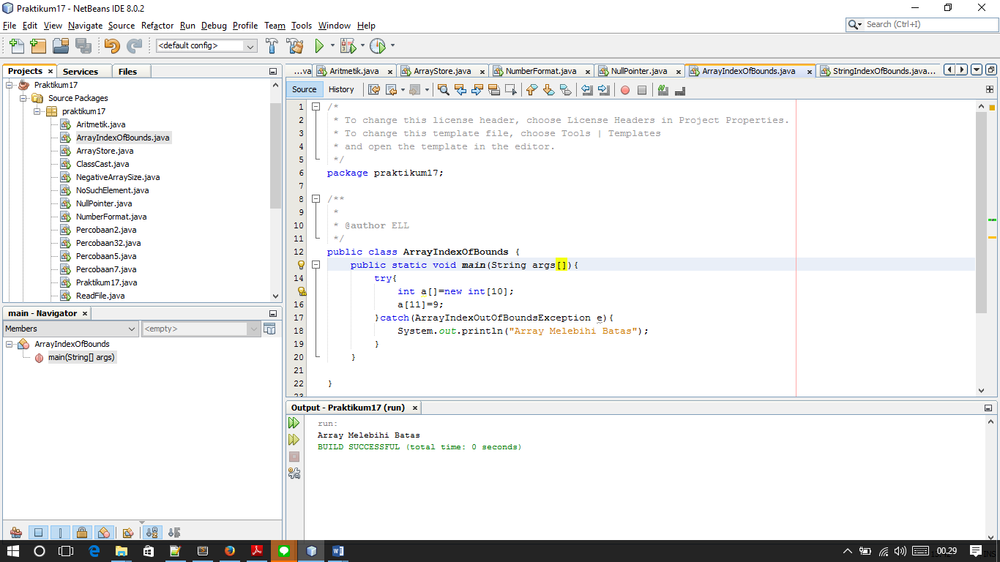 Praktikum17 - NetBeans IDE 8.0.2
File Edit View Navigate Source Refactor Run Debug Profile Team Tools Window Help
Search (Ctrl+I)
<default config>
Projects Services Files
Praktikum17
Source Packages
praktikum17
Aritmetik.java
ArrayIndexOfBounds.java
ArrayStore.java
ClassCast.java
NegativeArraySize.java
NoSuchElement.java
NullPointer.java
NumberFormat.java
Percobaan2.java
Percobaan32.java
Percobaan5.java
Percobaan7.java
Praktikum17.java
ReadFile.java
main - Navigator
Members <empty>
ArrayIndexOfBounds
main(String[] args)
...va Aritmetik.java ArrayStore.java NumberFormat.java NullPointer.java ArrayIndexOfBounds.java StringIndexOfBounds.java...
Source History
1 /*
2 * To change this license header, choose License Headers in Project Properties.
3 * To change this template file, choose Tools | Templates
4 * and open the template in the editor.
5 */
6 package praktikum17;
7
8 /**
9 *
10 * @author ELL
11 */
12 public class ArrayIndexOfBounds {
public static void main(String args[]){
14 try{
int a[]=new int[10];
16 a[11]=9;
17 }catch(ArrayIndexOutOfBoundsException e){
18 System.out.println("Array Melebihi Batas");
19 }
20 }
21
22 }
23
Output - Praktikum17 (run)
run:
Array Melebihi Batas
BUILD SUCCESSFUL (total time: 0 seconds)
00.29
INS